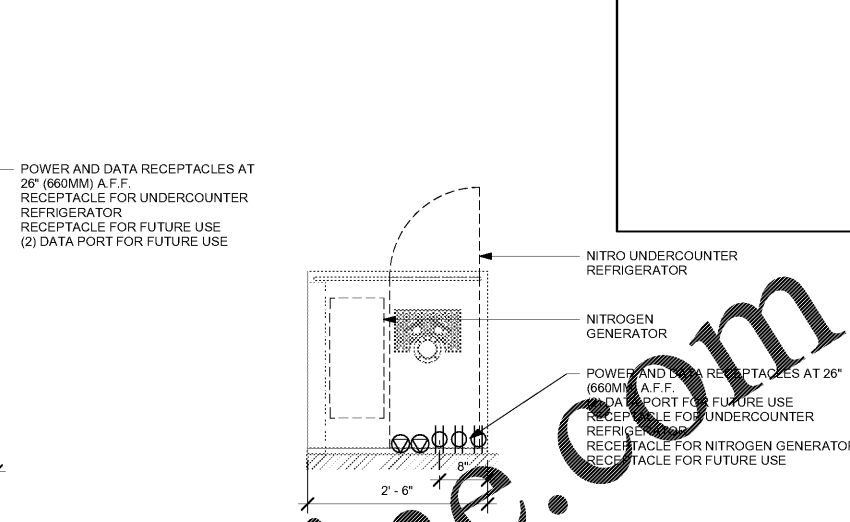 POWER AND DATA RECEPTACLES AT
26" (660MM) A.F.F.
RECEPTACLE FOR UNDERCOUNTER
REFRIGERATOR
RECEPTACLE FOR FUTURE USE
(2) DATA PORT FOR FUTURE USE
NITRO UNDERCOUNTER
REFRIGERATOR
NITROGEN
GENERATOR
POWER AND DATA RECEPTACLES AT 26"
(660MM) A.F.F.
DATA PORT FOR FUTURE USE
RECEPTACLE FOR UNDERCOUNTER
REFRIGERATOR
RECEPTACLE FOR NITROGEN GENERATOR
RECEPTACLE FOR FUTURE USE
8"
2' - 6"
ne.com